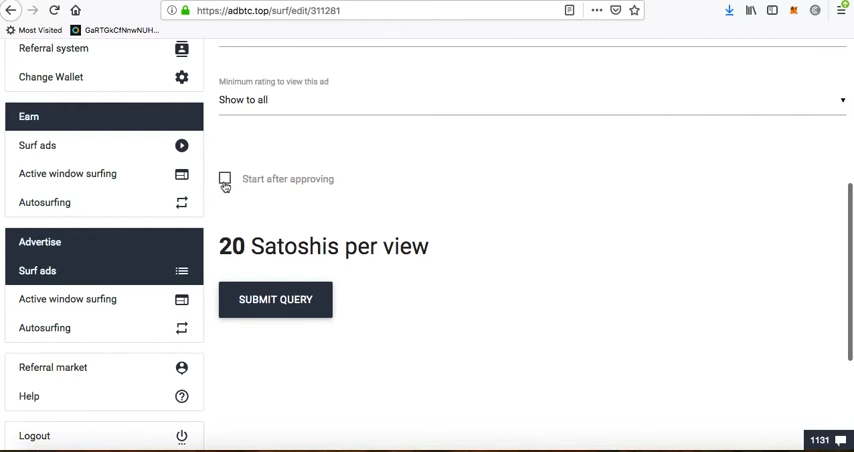 https://adbtc.top/surf/edit/311281
Most Visited
GaRTGkCfNnwNUH...
Referral system
Change Wallet
Earn
Surf ads
Active window surfing
Autosurfing
Advertise
Surf ads
Active window surfing
Autosurfing
Referral market
Help
Logout
Minimum rating to view this ad
Show to all
Start after approving
20 Satoshis per view
SUBMIT QUERY
1131